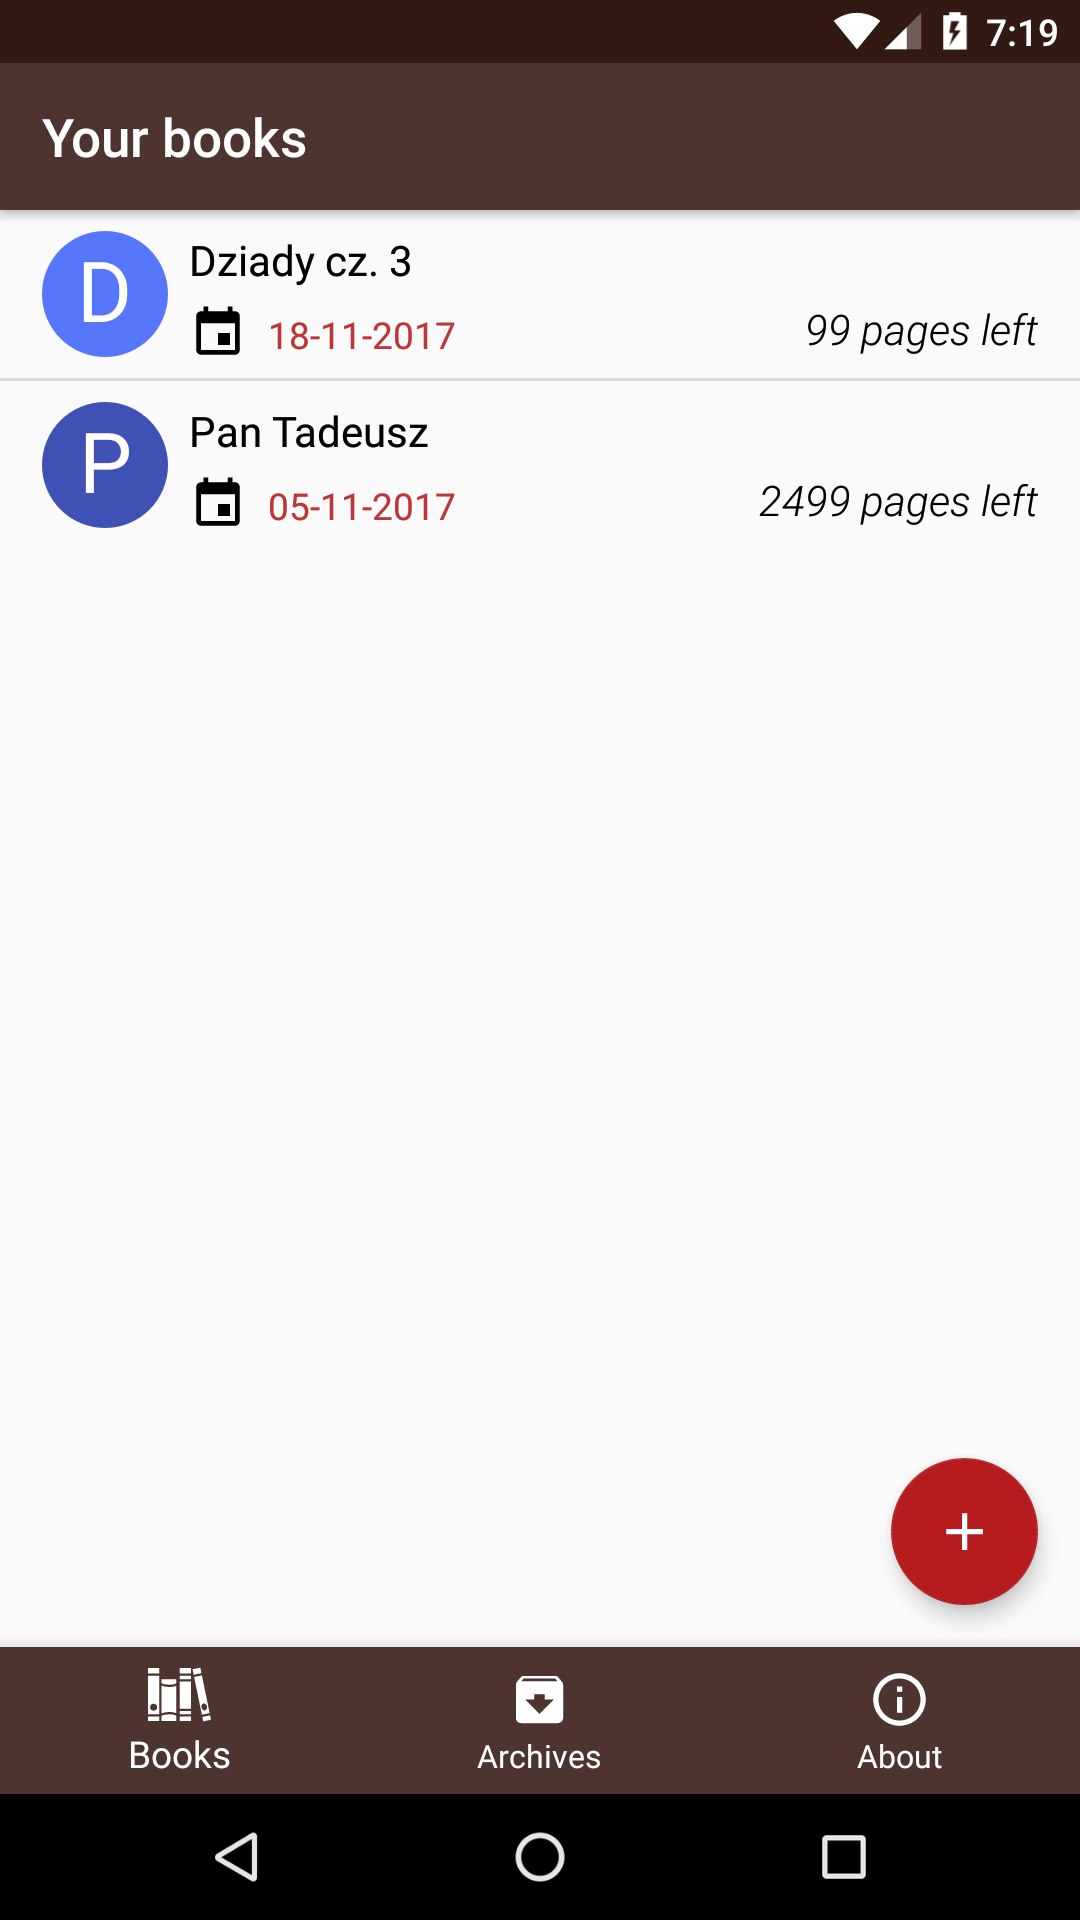 7:19
Your books
D
Dziady cz. 3
18-11-2017
99 pages left
P
Pan Tadeusz
05-11-2017
2499 pages left
+
Books
Archives
About